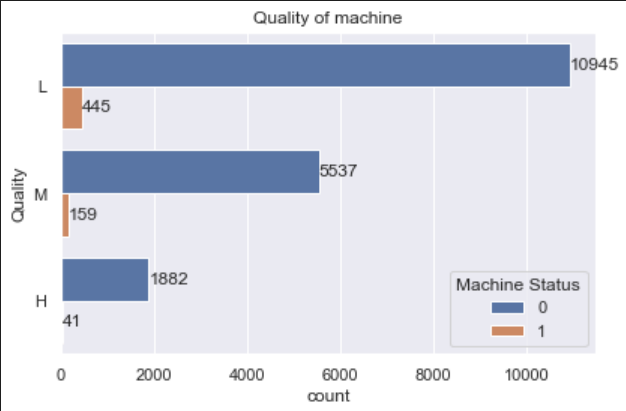 Quality of machine
10945
L
445
5537
Quality
M
159
1882
H
41
Machine Status
0
1
0 2000 4000 6000 8000 10000
count